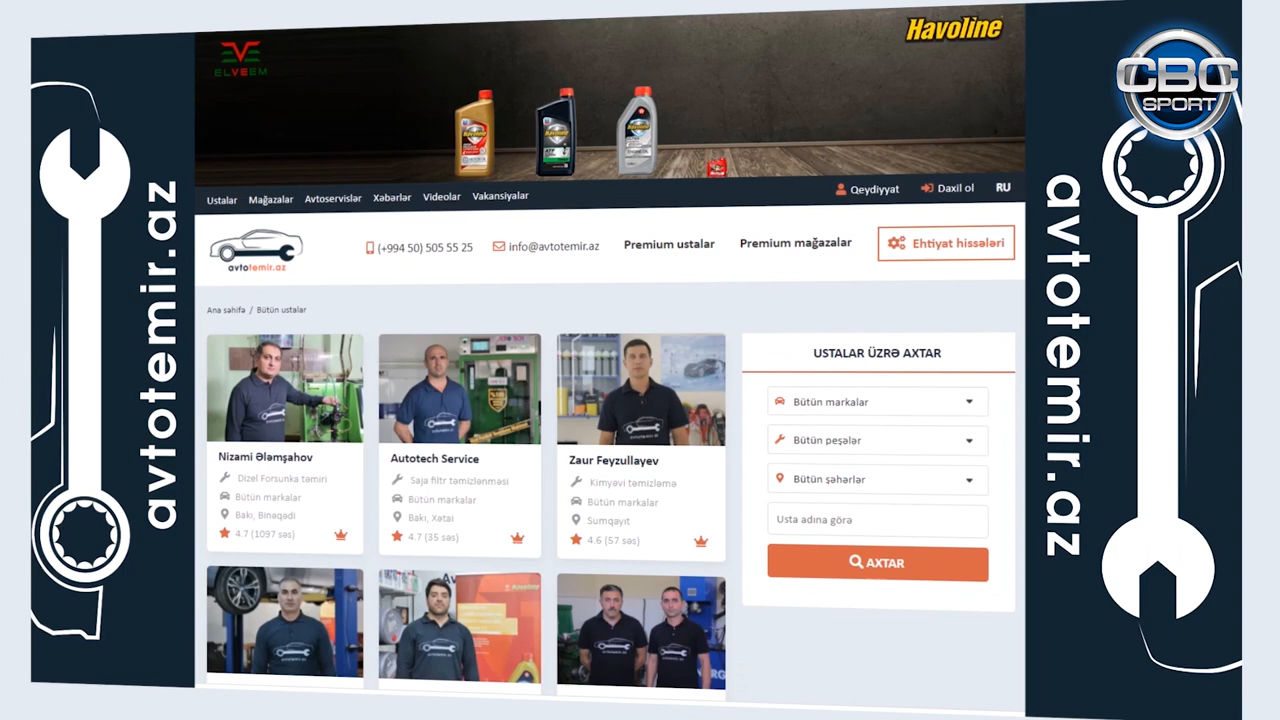 Havoline
ELVEEM
CBC
SPORT
Ustalar Mağazalar Avtoservislər Xəbərlər Videolar Vakansiyalar
Qeydiyyat Daxil ol RU
avtotemir.az
(+994 50) 505 55 25 info@avtotemir.az Premium ustalar Premium mağazalar Ehtiyat hissələri
avtotemir.az
avtotemir.az
Ana səhifə / Bütün ustalar
Nizami Ələmşahov
Dizel Forsunka təmiri
Bütün markalar
Bakı, Binəqədi
4.7 (1097 səs)
Autotech Service
Saja filtr təmizlənməsi
Bütün markalar
Bakı, Xətai
4.7 (35 səs)
Zaur Feyzullayev
Kimyəvi təmizləmə
Bütün markalar
Sumqayıt
4.6 (57 səs)
USTALAR ÜZRƏ AXTAR
Bütün markalar
Bütün peşələr
Bütün şəhərlər
Usta adına görə
AXTAR